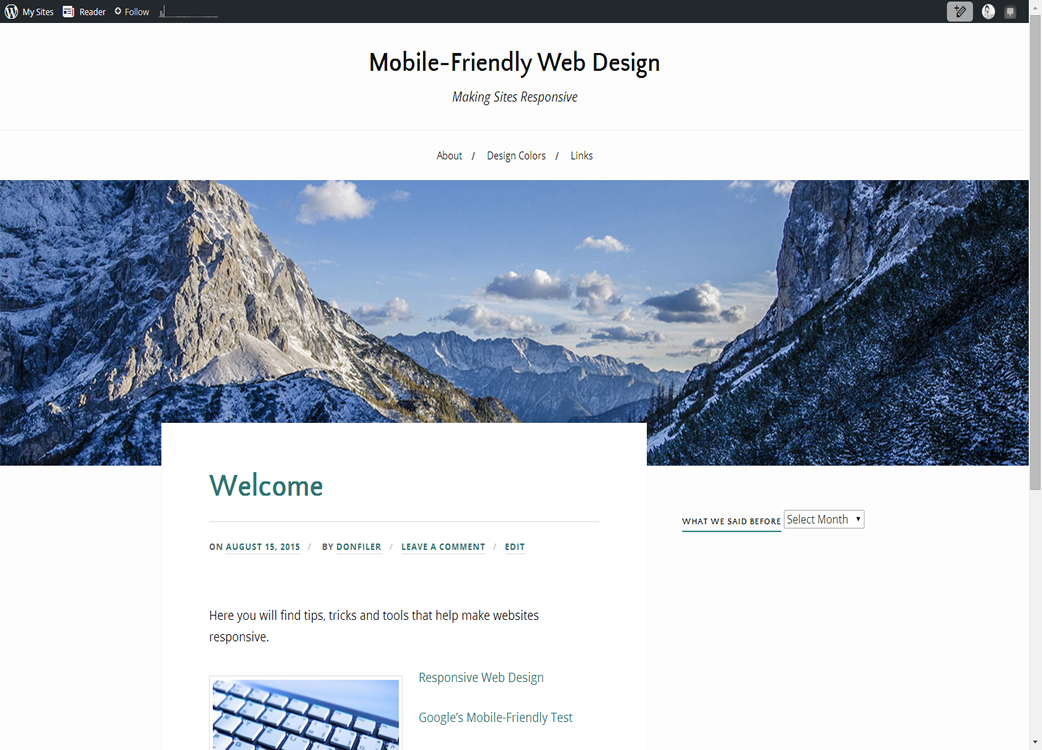 My Sites Reader Follow
Mobile-Friendly Web Design
Making Sites Responsive
About / Design Colors / Links
Welcome
WHAT WE SAID BEFORE Select Month
ON AUGUST 15, 2015 / BY DONFILER / LEAVE A COMMENT / EDIT
Here you will find tips, tricks and tools that help make websites
responsive.
Responsive Web Design
Google's Mobile-Friendly Test